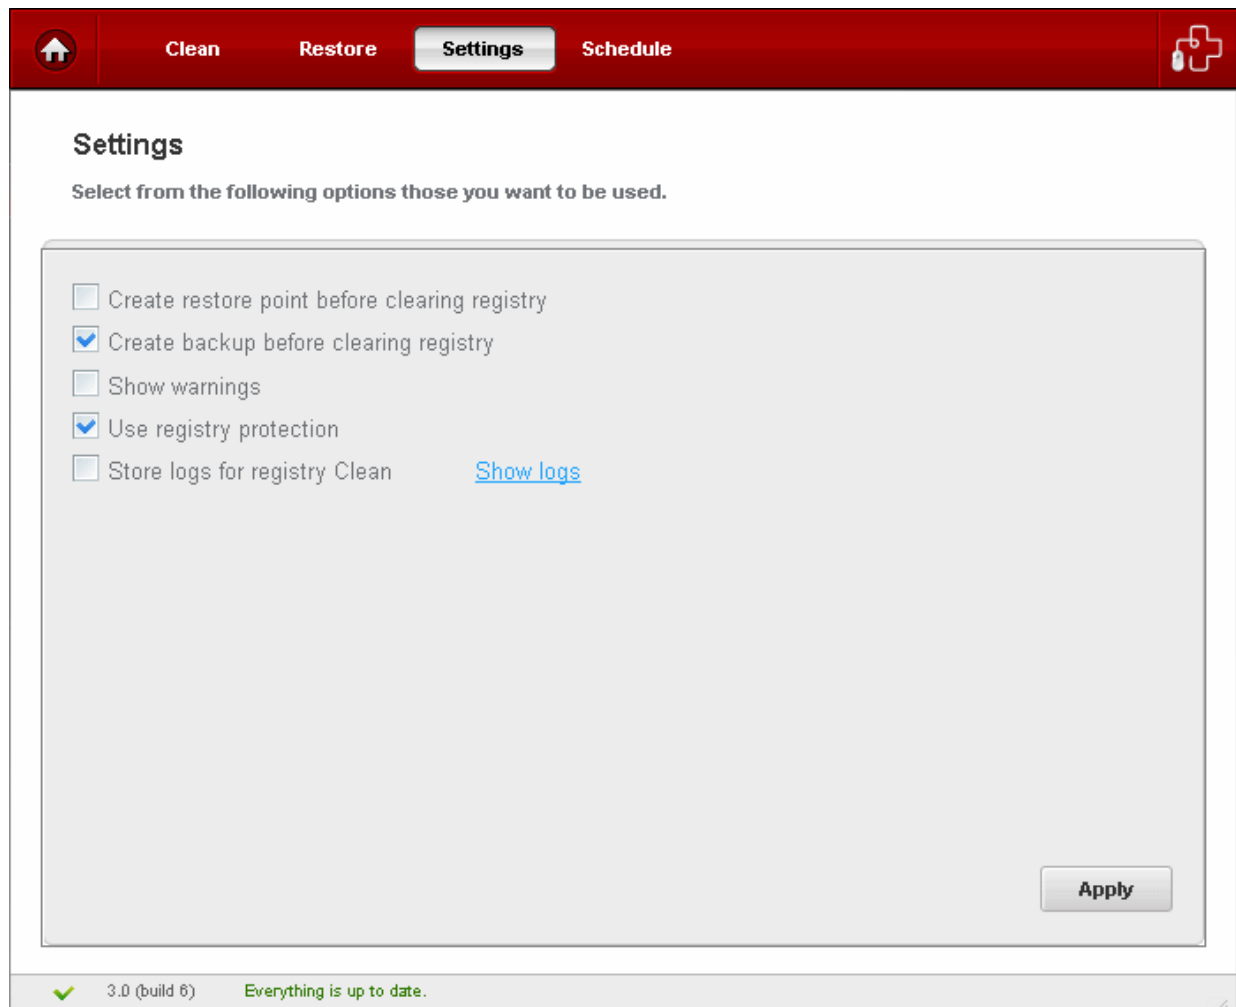 Clean Restore Settings Schedule
Settings
Select from the following options those you want to be used.
Create restore point before clearing registry
Create backup before clearing registry
Show warnings
Use registry protection
Store logs for registry Clean Show logs
Apply
3.0 (build 6) Everything is up to date.